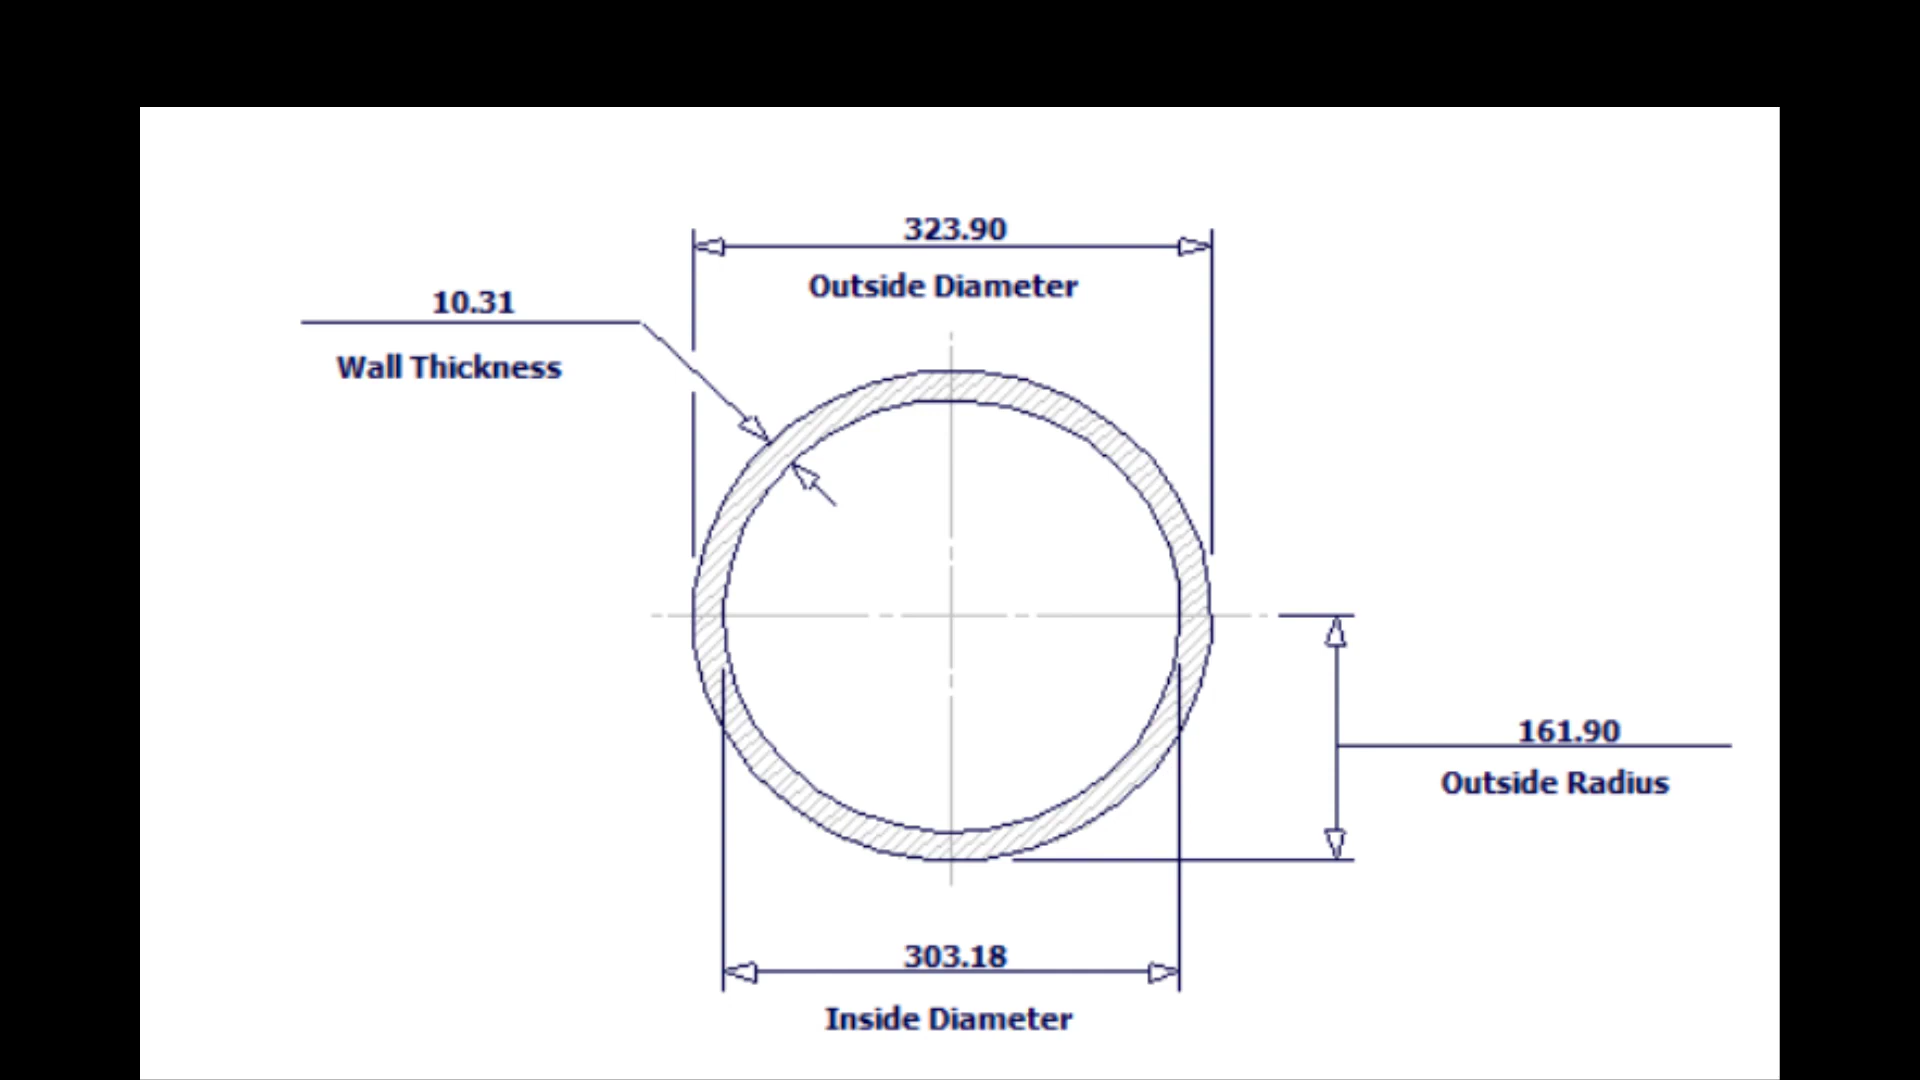 323.90
Outside Diameter
10.31
Wall Thickness
161.90
Outside Radius
303.18
Inside Diameter